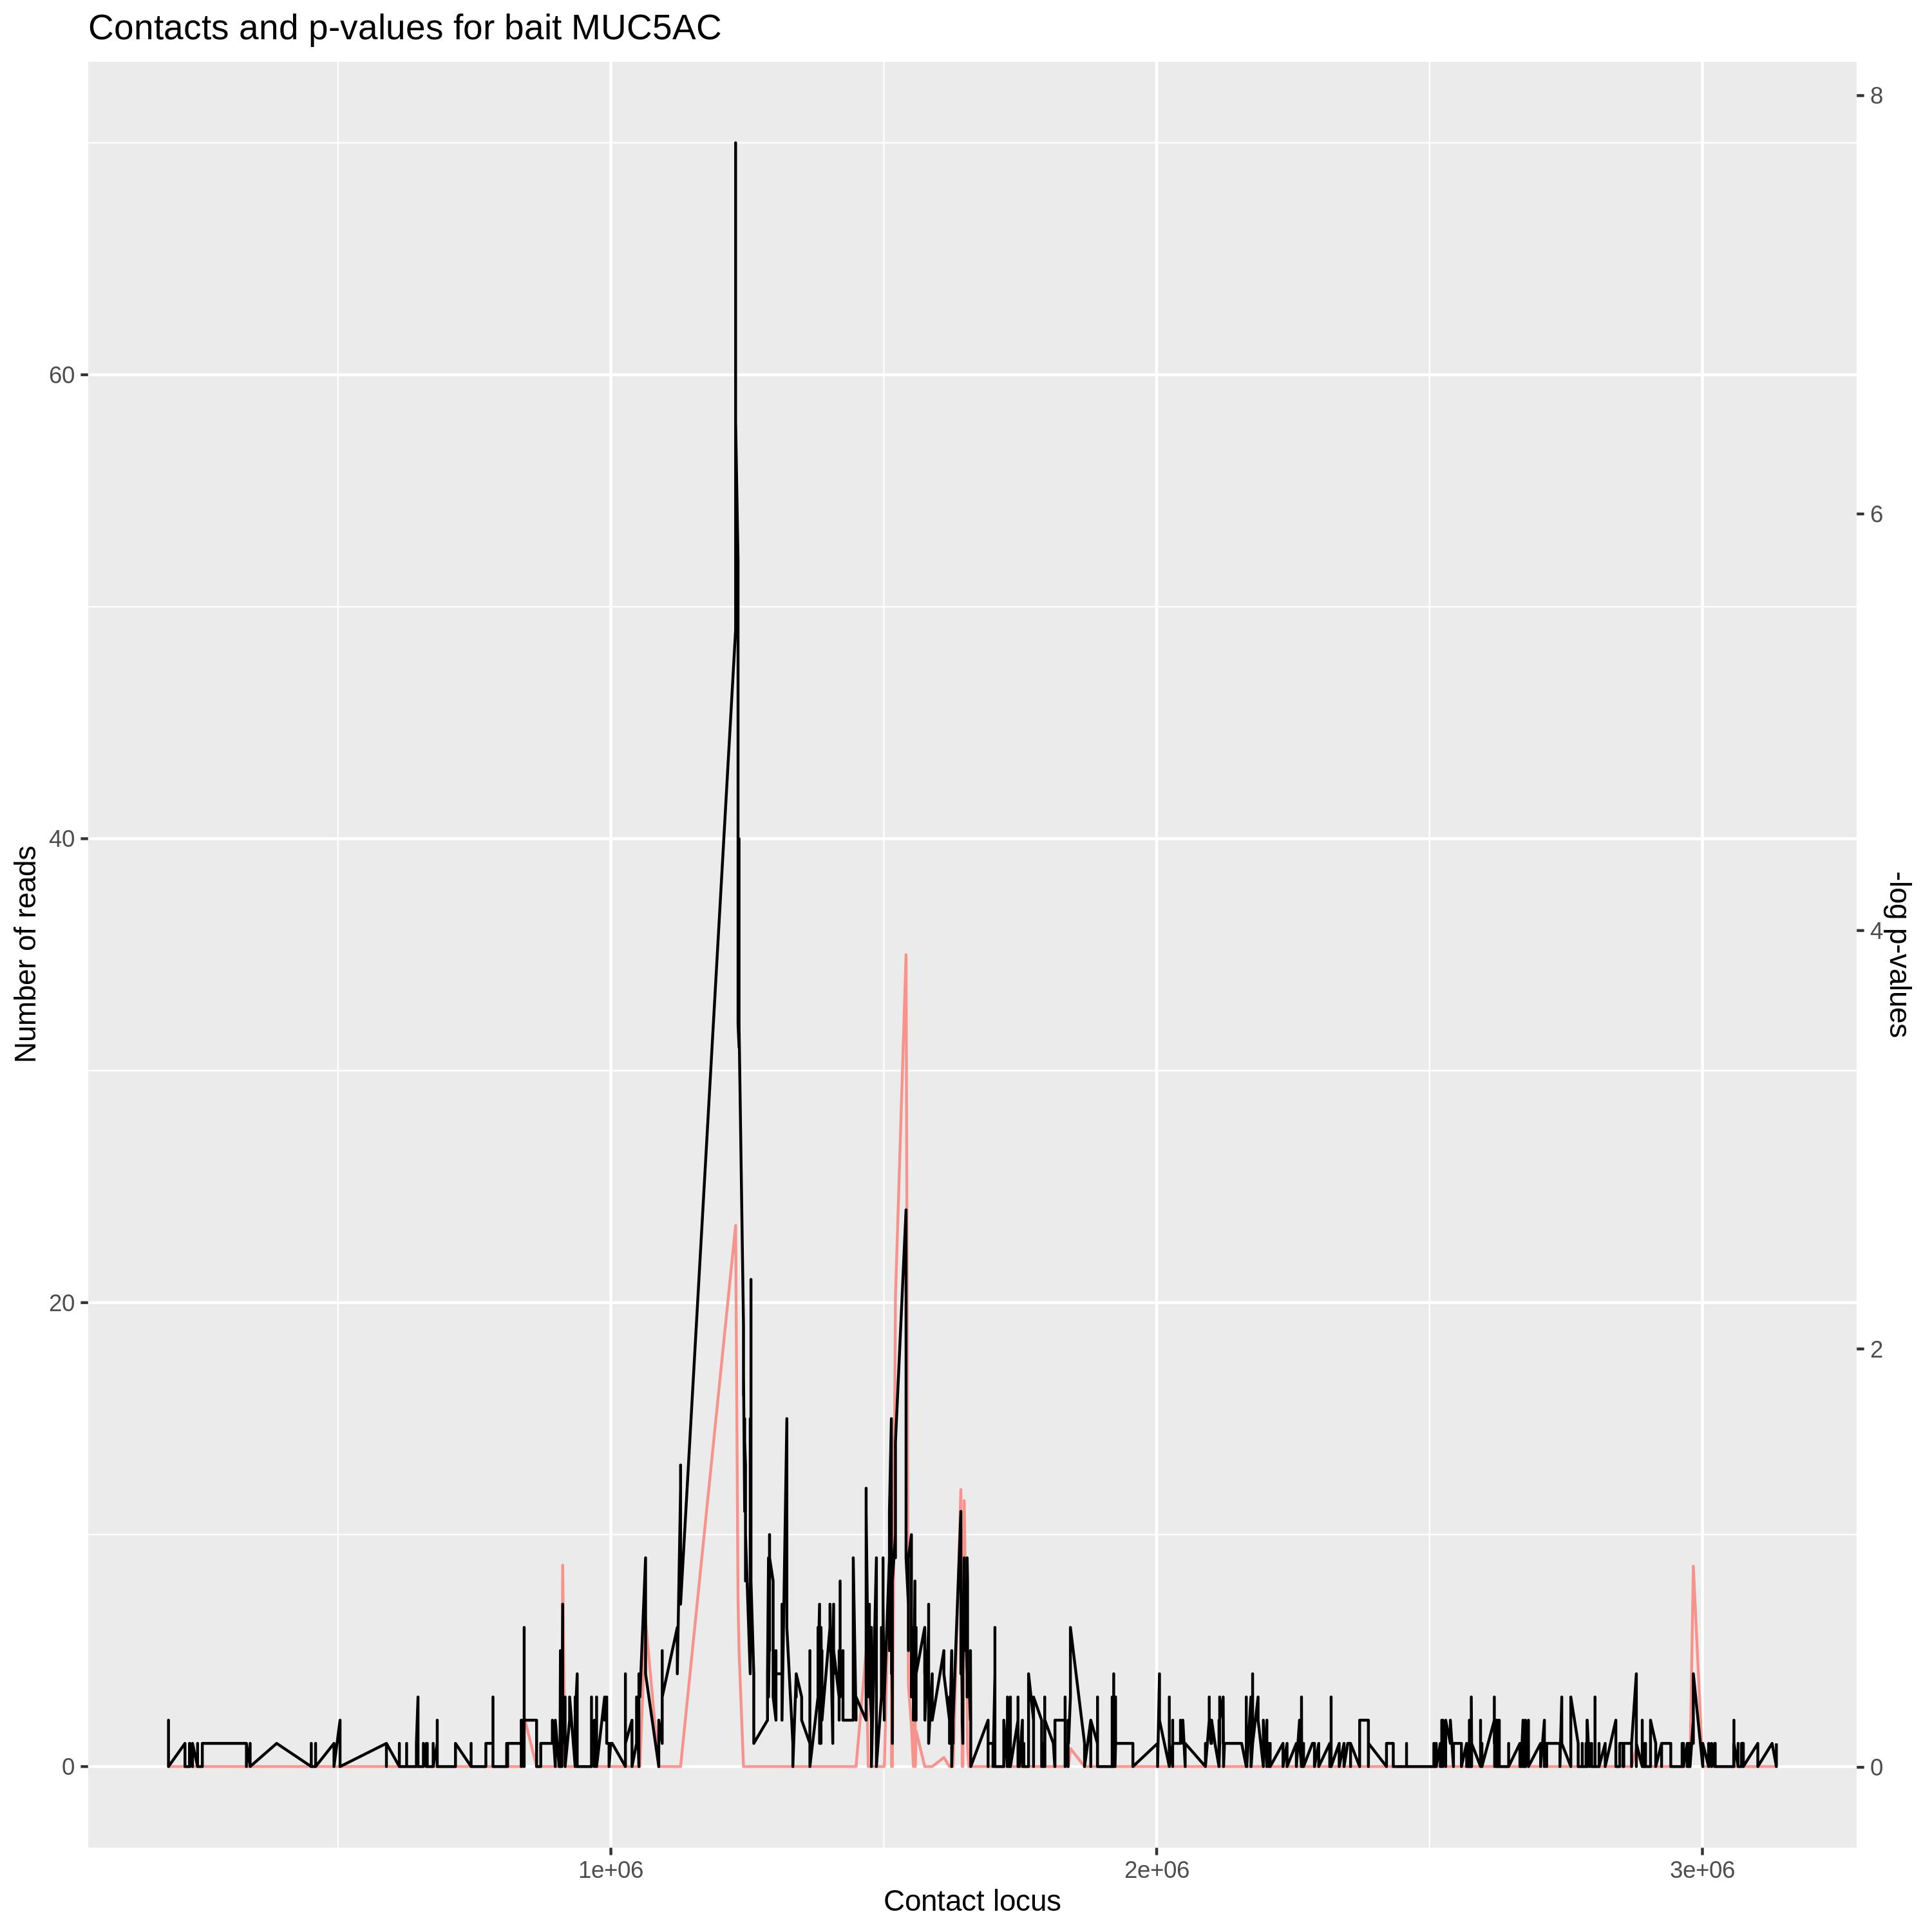 Contacts and p-values for bait MUC5AC
Number of reads
60
40
20
0
8
6
4
2
0
-log p-values
1e+06
2e+06
3e+06
Contact locus